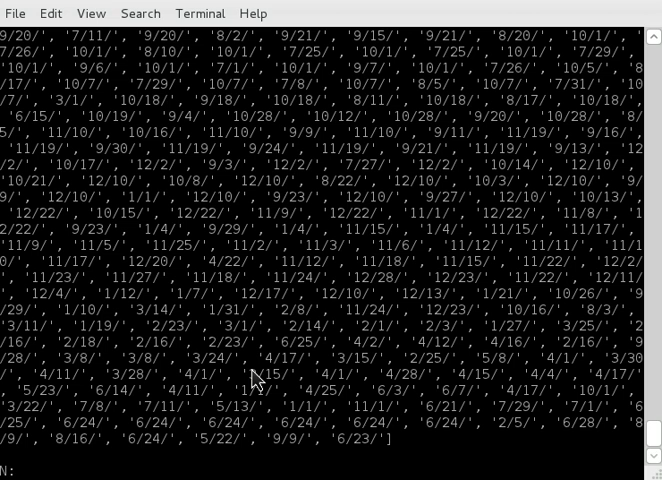 File Edit View Search Terminal Help
9/20/', '7/11/', '9/20/', '8/2/', '9/21/', '9/15/', '9/21/', '8/20/', '10/1/', '
7/26/', '10/1/', '8/10/', '10/1/', '7/25/', '10/1/', '7/25/', '10/1/', '7/29/',
'10/1/', '9/6/', '10/1/', '7/1/', '10/1/', '9/7/', '10/1/', '7/26/', '10/5/', '8
/17/', '10/7/', '7/29/', '10/7/', '7/8/', '10/7/', '8/5/', '10/7/', '7/31/', '10
/7/', '3/1/', '10/18/', '9/18/', '10/18/', '8/11/', '10/18/', '8/17/', '10/18/',
'6/15/', '10/19/', '9/4/', '10/28/', '10/12/', '10/28/', '9/20/', '10/28/', '8/
5/', '11/10/', '10/16/', '11/10/', '9/9/', '11/10/', '9/11/', '11/19/', '9/16/',
'11/19/', '9/30/', '11/19/', '9/24/', '11/19/', '9/21/', '11/19/', '9/13/', '12
/2/', '10/17/', '12/2/', '9/3/', '12/2/', '7/27/', '12/2/', '10/14/', '12/10/',
'10/21/', '12/10/', '10/8/', '12/10/', '8/22/', '12/10/', '10/3/', '12/10/', '9/
9/', '12/10/', '1/1/', '12/10/', '9/23/', '12/10/', '9/27/', '12/10/', '10/13/',
'12/22/', '10/15/', '12/22/', '11/9/', '12/22/', '11/1/', '12/22/', '11/8/', '1
2/22/', '9/23/', '1/4/', '9/29/', '1/4/', '11/15/', '1/4/', '11/15/', '11/17/',
'11/9/', '11/5/', '11/25/', '11/2/', '11/3/', '11/6/', '11/12/', '11/11/', '11/1
0/', '11/17/', '12/20/', '4/22/', '11/12/', '11/18/', '11/15/', '11/22/', '12/2/
', '11/23/', '11/27/', '11/18/', '11/24/', '12/28/', '12/23/', '11/22/', '12/11/
', '12/4/', '1/12/', '1/7/', '12/17/', '12/10/', '12/13/', '1/21/', '10/26/', '9
/29/', '1/10/', '3/14/', '1/31/', '2/8/', '11/24/', '12/23/', '10/16/', '8/3/',
'3/11/', '1/19/', '2/23/', '3/1/', '2/14/', '2/1/', '2/3/', '1/27/', '3/25/', '2
/16/', '2/18/', '2/16/', '2/23/', '6/25/', '4/2/', '4/12/', '4/16/', '2/16/', '9
/28/', '3/8/', '3/8/', '3/24/', '4/17/', '3/15/', '2/25/', '5/8/', '4/1/', '3/30
/', '4/11/', '3/28/', '4/1/', '/15/', '4/1/', '4/28/', '4/15/', '4/4/', '4/17/'
, '5/23/', '6/14/', '4/11/', '4/25/', '6/3/', '6/7/', '4/17/', '10/1/',
'3/22/', '7/8/', '7/11/', '5/13/', '1/1/', '11/1/', '6/21/', '7/29/', '7/1/', '6
/25/', '6/24/', '6/24/', '6/24/', '6/24/', '6/24/', '6/24/', '2/5/', '6/28/', '8
/9/', '8/16/', '6/24/', '5/22/', '9/9/', '6/23/']
N: